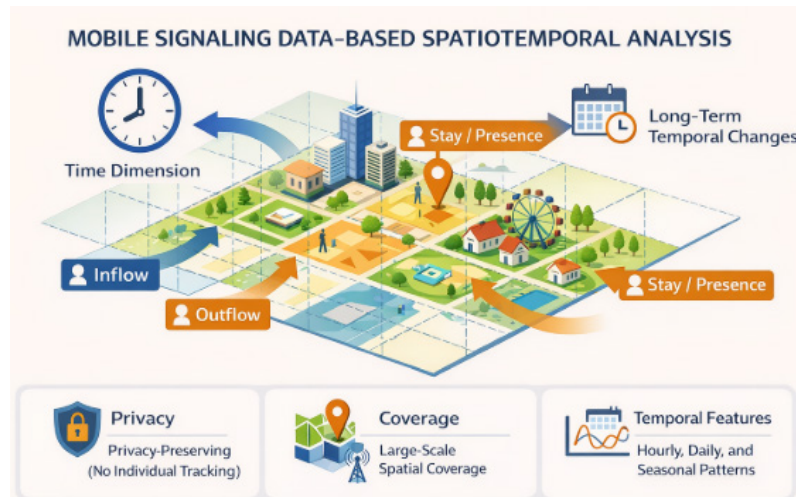 MOBILE SIGNALING DATA-BASED SPATIOTEMPORAL ANALYSIS
Time Dimension
Stay / Presence
Long-Term
Temporal Changes
Inflow
Outflow
Stay / Presence
Privacy
Privacy-Preserving
(No Individual Tracking)
Coverage
Large-Scale
Spatial Coverage
Temporal Features
Hourly, Daily, and
Seasonal Patterns